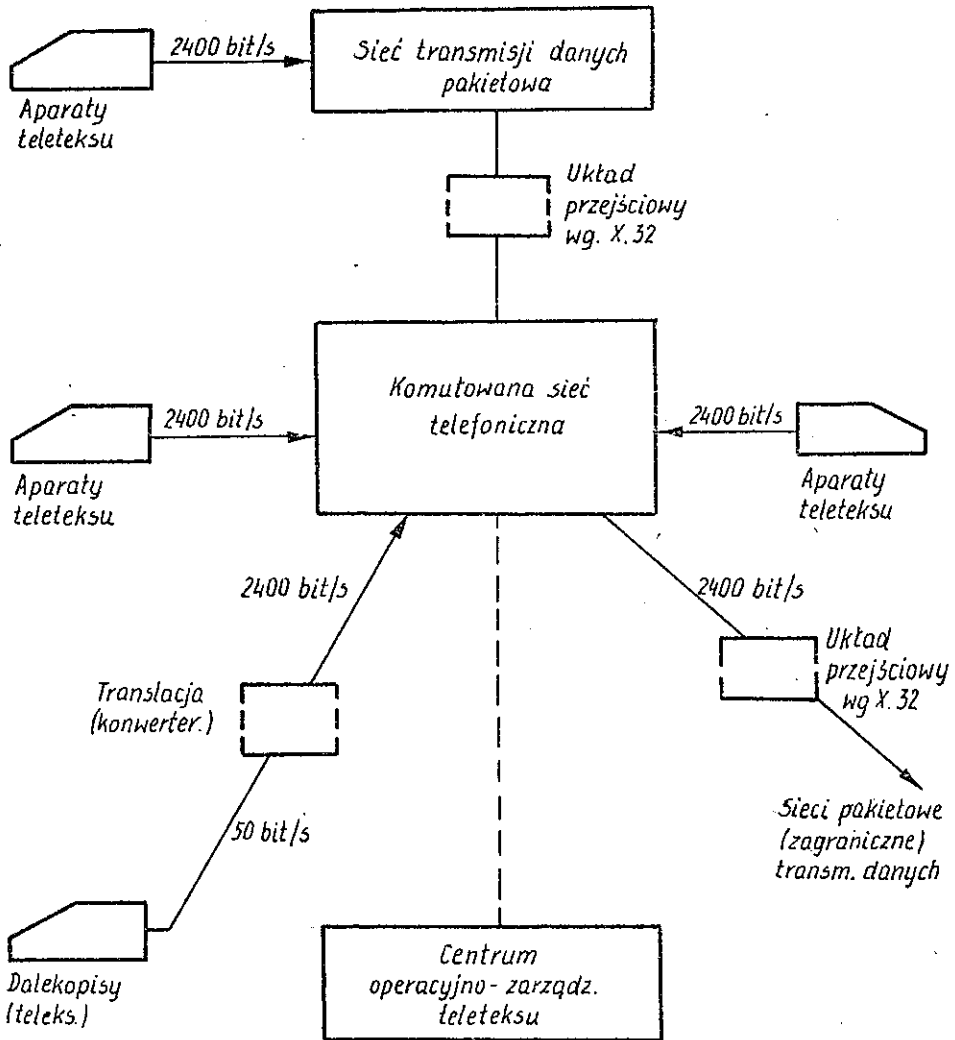 2400 bit/s
Sieć transmisji danych
pakietowa
Aparaty
teleteksu
Układ
przejściowy
wg. X.32
Komutowana sieć
telefoniczna
2400 bit/s
2400 bit/s
Aparaty
teleteksu
Aparaty
teleteksu
2400 bit/s
2400 bit/s
Układ
przejściowy
wg X.32
Translacja
(konwerter.)
50 bit/s
Sieci pakietowe
(zagraniczne)
transm. danych
Dalekopisy
(teleks.)
Centrum
operacyjno-zarządz.
teleteksu